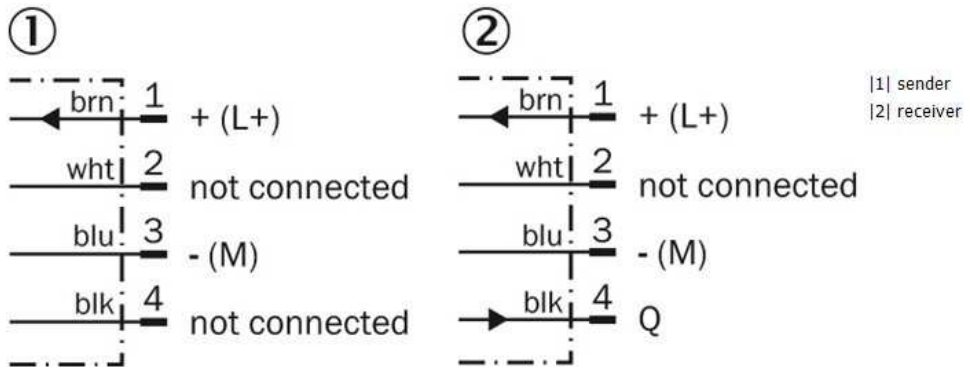 ① ②
brn 1 + (L+) brn 1 + (L+)
wht 2 not connected wht 2 not connected
blu 3 - (M) blu 3 - (M)
blk 4 not connected blk 4 Q
|1| sender
|2| receiver